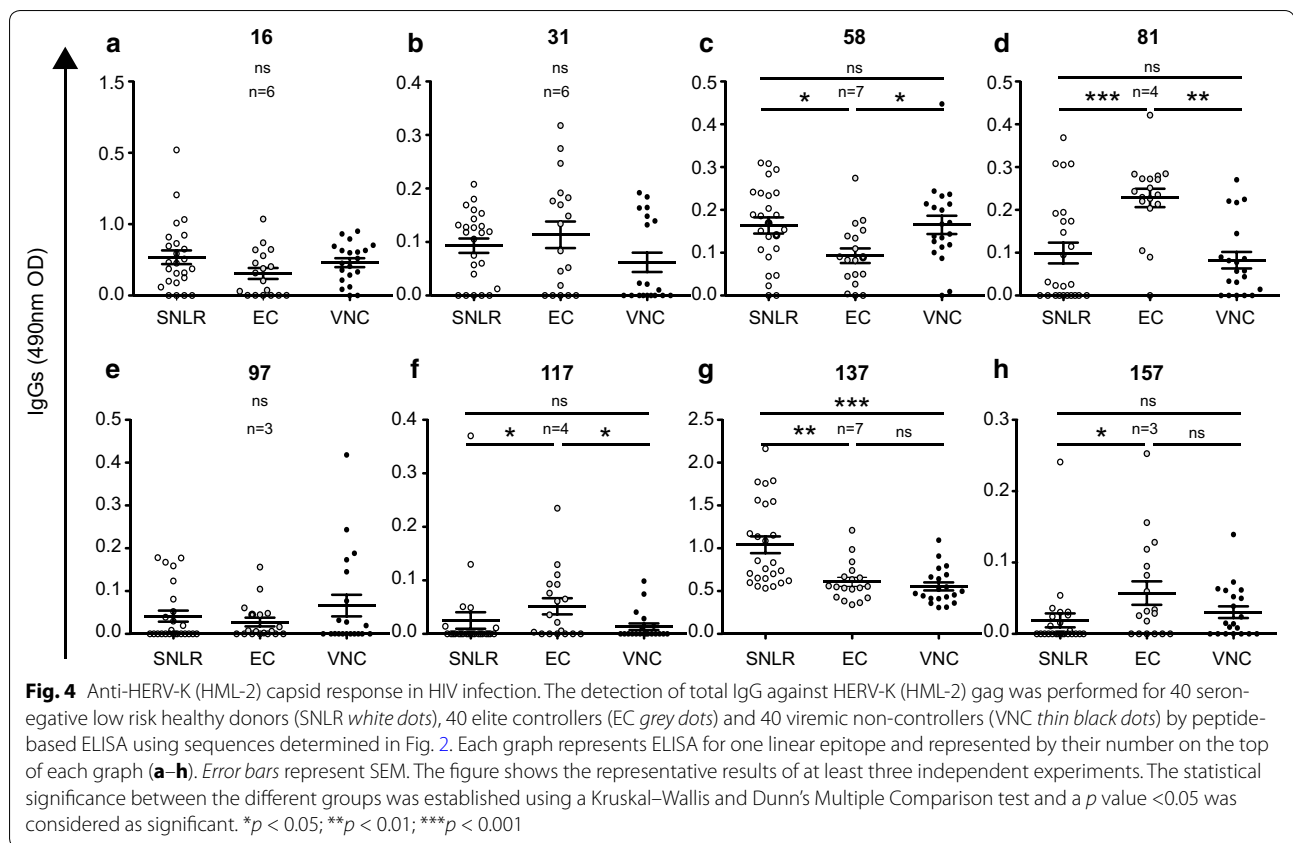 IgGs (490nm OD)
a 16
ns
n=6
1.5
0.5
1.0
0.0
SNLR EC VNC
b 31
ns
n=6
0.4
0.3
0.2
0.1
0.0
SNLR EC VNC
c 58
ns
n=7
* *
0.5
0.4
0.3
0.2
0.1
0.0
SNLR EC VNC
d 81
ns
n=4
*** **
0.5
0.4
0.3
0.2
0.1
0.0
SNLR EC VNC
e 97
ns
n=3
0.5
0.4
0.3
0.2
0.1
0.0
SNLR EC VNC
f 117
ns
n=4
* *
0.4
0.3
0.2
0.1
0.0
SNLR EC VNC
g 137
***
n=7
** ns
2.5
2.0
1.5
1.0
0.5
0.0
SNLR EC VNC
h 157
ns
n=3
* ns
0.3
0.2
0.1
0.0
SNLR EC VNC
Fig. 4 Anti-HERV-K (HML-2) capsid response in HIV infection. The detection of total IgG against HERV-K (HML-2) gag was performed for 40 seron-
egative low risk healthy donors (SNLR white dots), 40 elite controllers (EC grey dots) and 40 viremic non-controllers (VNC thin black dots) by peptide-
based ELISA using sequences determined in Fig. 2. Each graph represents ELISA for one linear epitope and represented by their number on the top
of each graph (a–h). Error bars represent SEM. The figure shows the representative results of at least three independent experiments. The statistical
significance between the different groups was established using a Kruskal–Wallis and Dunn's Multiple Comparison test and a p value <0.05 was
considered as significant. *p < 0.05; **p < 0.01; ***p < 0.001